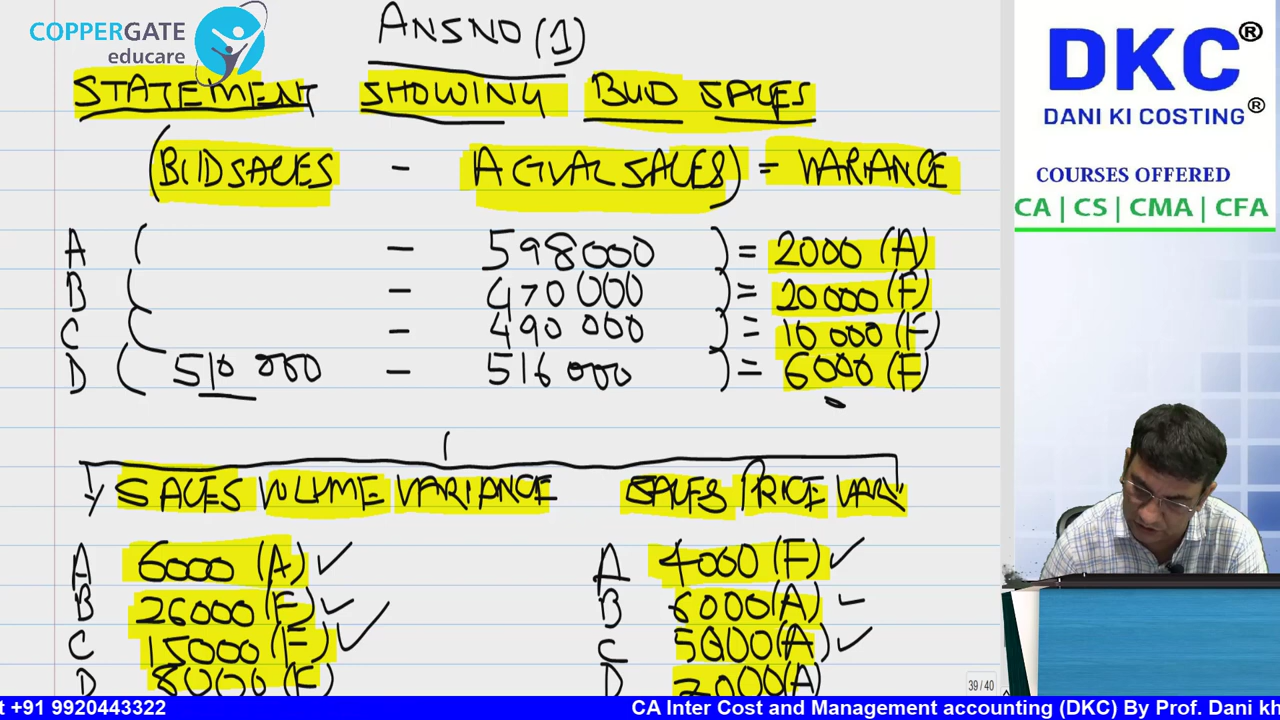 COPPERGATE
educare
ANSNO (1)
STATEMENT SHOWING BUD SALES
(BUDSALES - ACTUAL SALES) = VARIANCE
A ( - 598000 ) = 2000 (A)
B ( - 470000 ) = 20000 (F)
C ( - 490000 ) = 10000 (F)
D ( 510000 - 516000 ) = 6000 (F)
SALES VOLUME VARIANCE SALES PRICE VAR
A 6000 (A) ✓ A 4000 (F) ✓
B 26000 (F) ✓ B 6000 (A) ✓
C 15000 (F) ✓ C 5000 (A) ✓
D 8000 (F) D 2000 (A)
39 / 40
DKC®
DANI KI COSTING®
COURSES OFFERED
CA | CS | CMA | CFA
t +91 9920443322 CA Inter Cost and Management accounting (DKC) By Prof. Dani kh